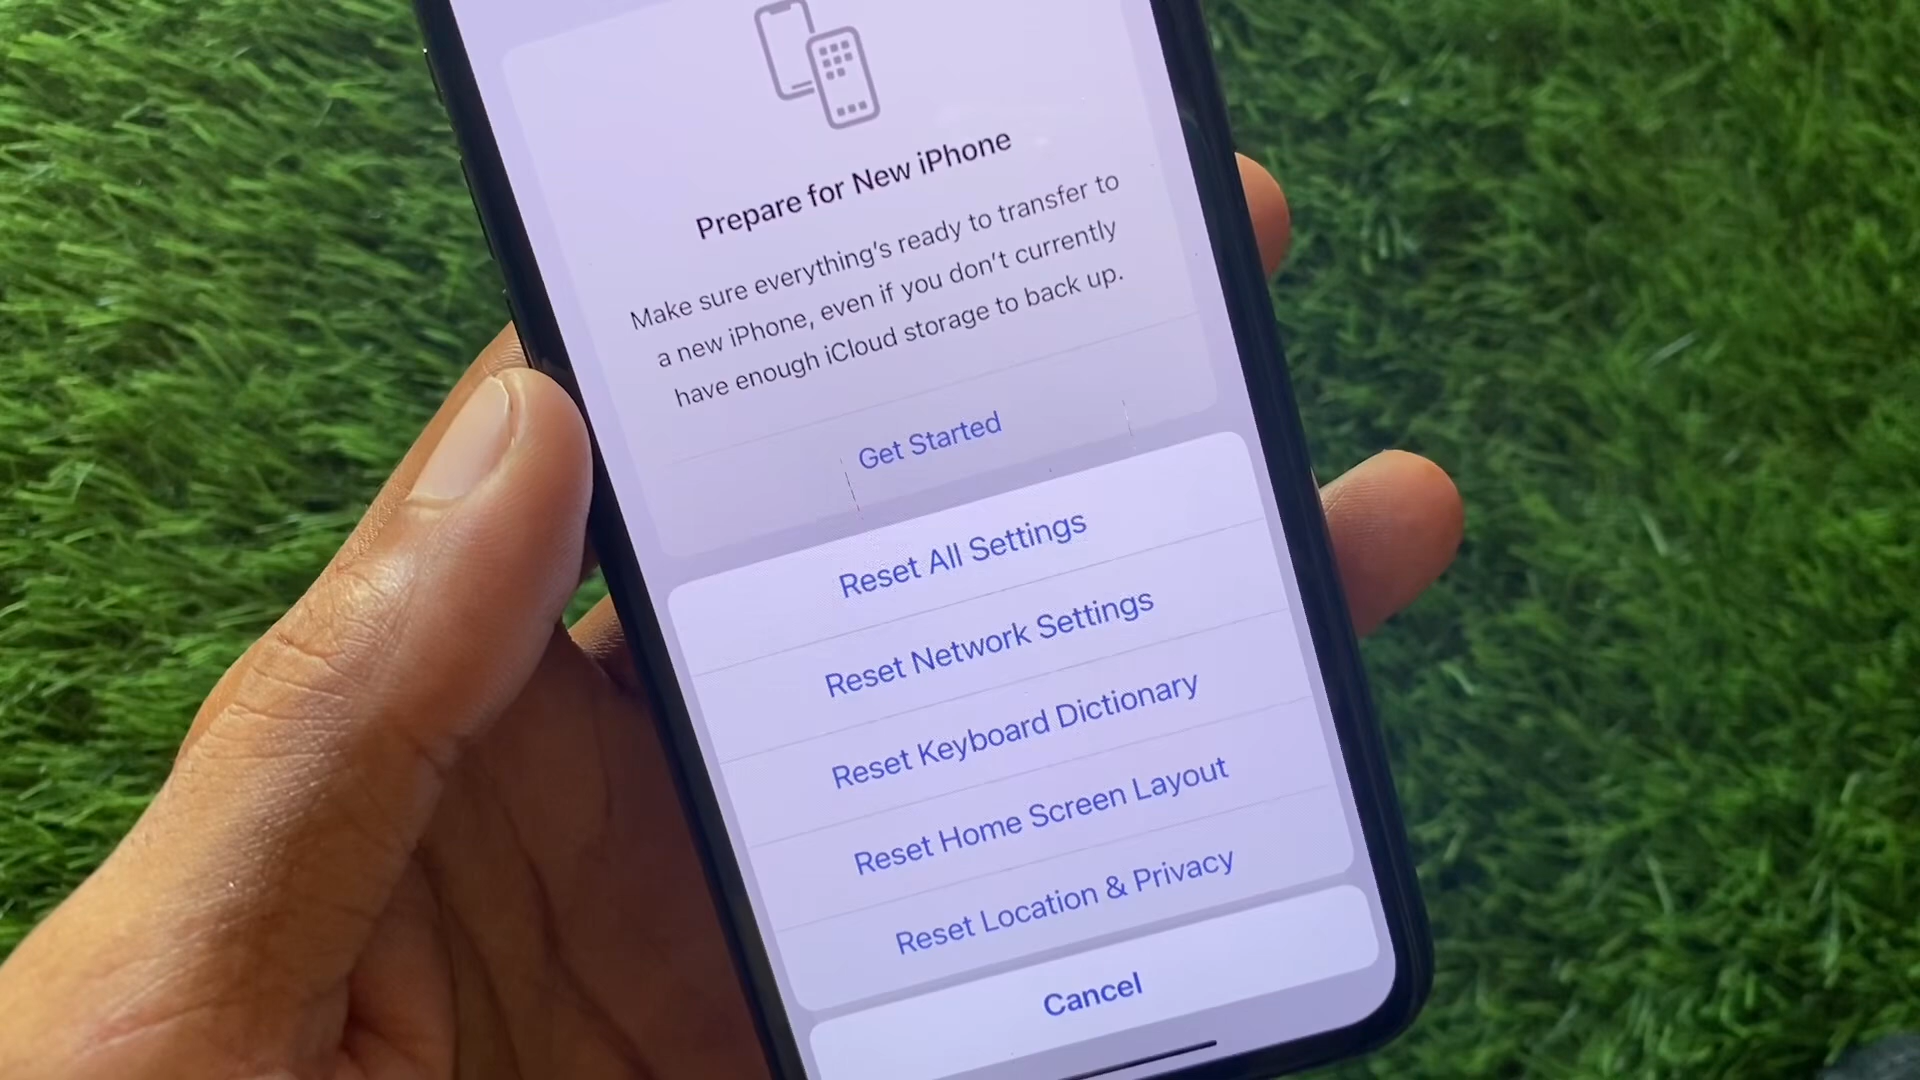 Prepare for New iPhone
Make sure everything's ready to transfer to
a new iPhone, even if you don't currently
have enough iCloud storage to back up.
Get Started
Reset All Settings
Reset Network Settings
Reset Keyboard Dictionary
Reset Home Screen Layout
Reset Location & Privacy
Cancel